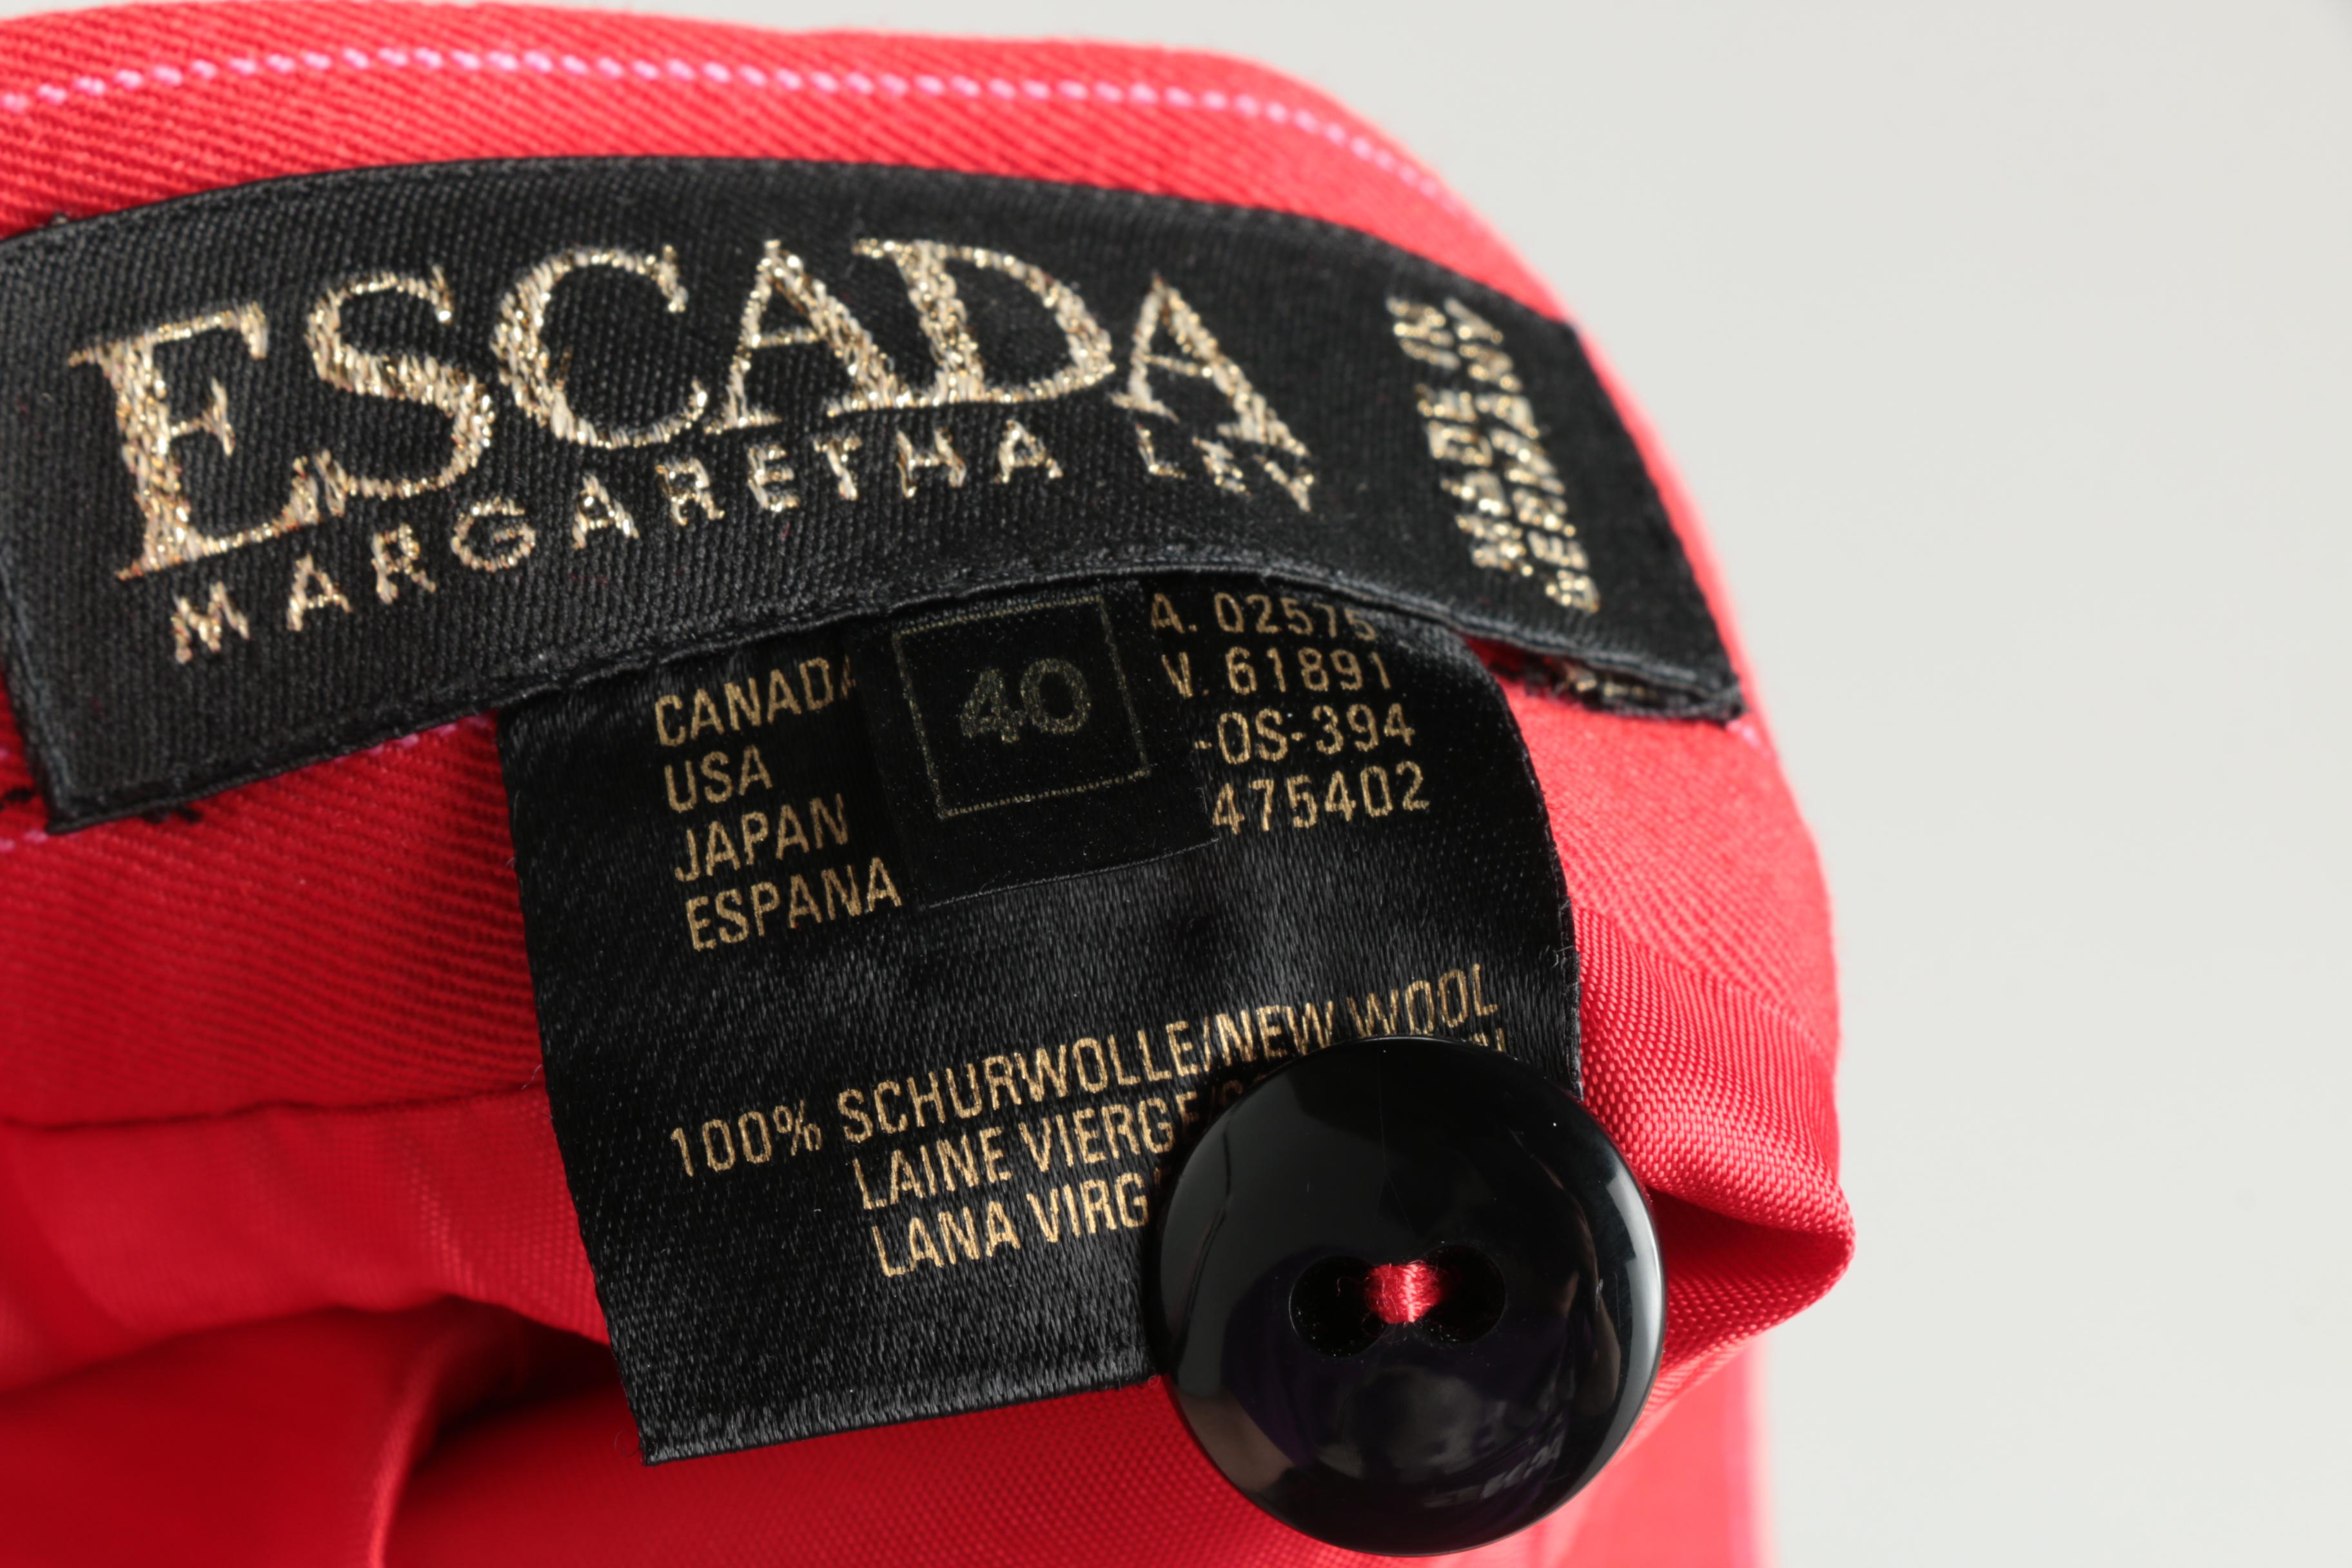 ESCADA
MARGARETHA LEY
MADE IN
GERMANY
CANADA
USA
JAPAN
ESPANA
40
A. 02575
V. 61891
-OS-394
475402
100% SCHURWOLLE/NEW WOOL
LAINE VIERGE/
LANA